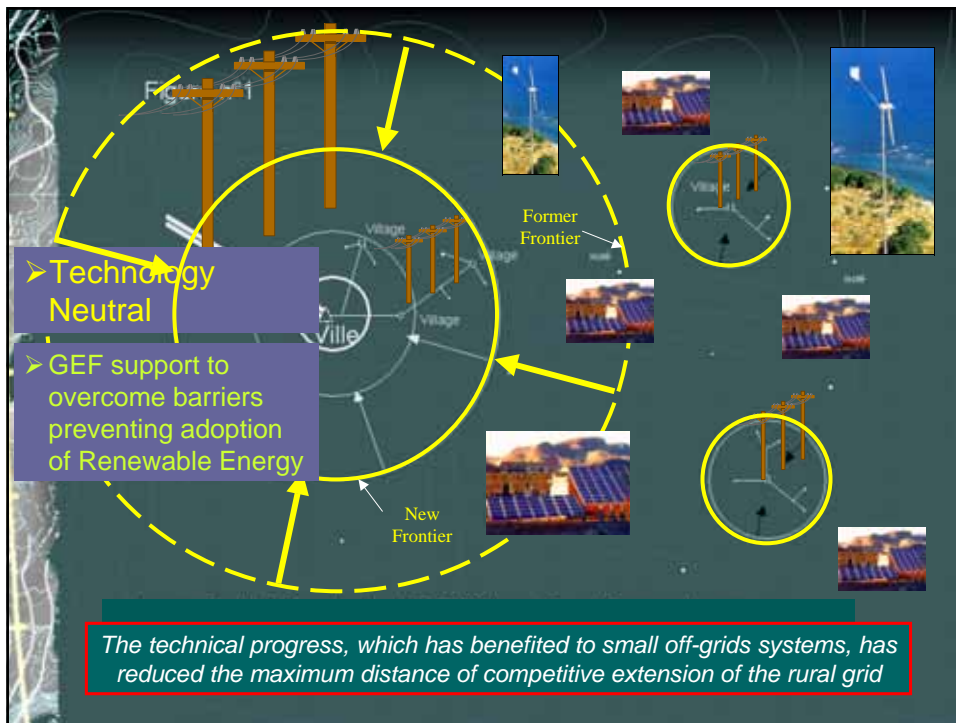 Village
Former
Frontier
Village
Village
➢Technology
Neutral
Village
Ville
➢ GEF support to
overcome barriers
preventing adoption
of Renewable Energy
New
Frontier
The technical progress, which has benefited to small off-grids systems, has
reduced the maximum distance of competitive extension of the rural grid